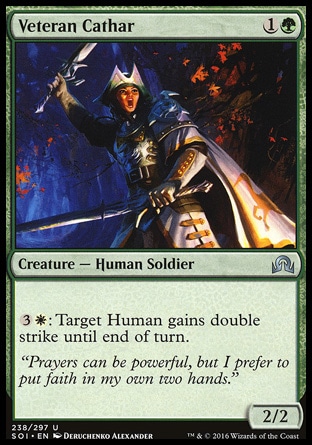 Veteran Cathar 1
Creature — Human Soldier
3: Target Human gains double
strike until end of turn.
“Prayers can be powerful, but I prefer to
put faith in my own two hands.”
2/2
238/297 U
SOI • EN Deruchenko Alexander
™ & © 2016 Wizards of the Coast